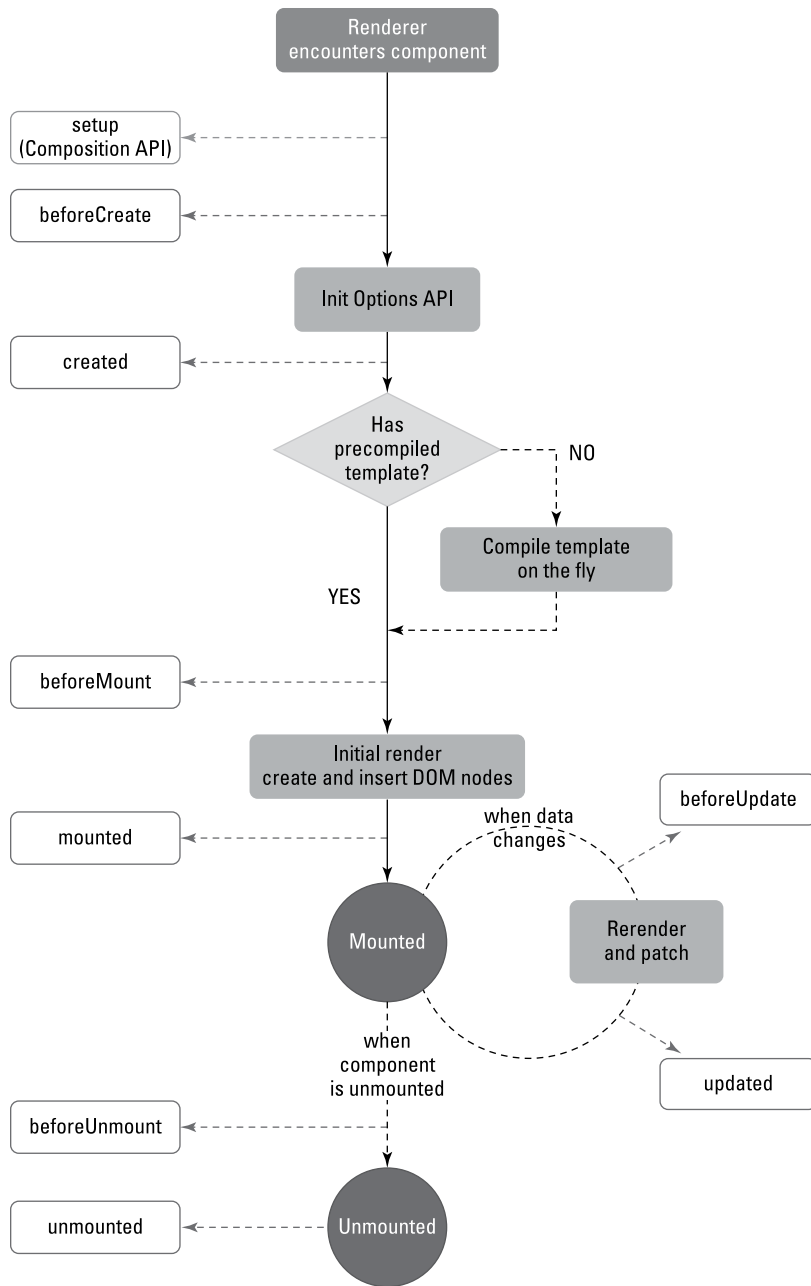 Renderer
encounters component
setup
(Composition API)
beforeCreate
Init Options API
created
Has
precompiled
template?
NO
Compile template
on the fly
YES
beforeMount
Initial render
create and insert DOM nodes
beforeUpdate
when data
changes
mounted
Mounted
Rerender
and patch
when
component
is unmounted
updated
beforeUnmount
unmounted
Unmounted